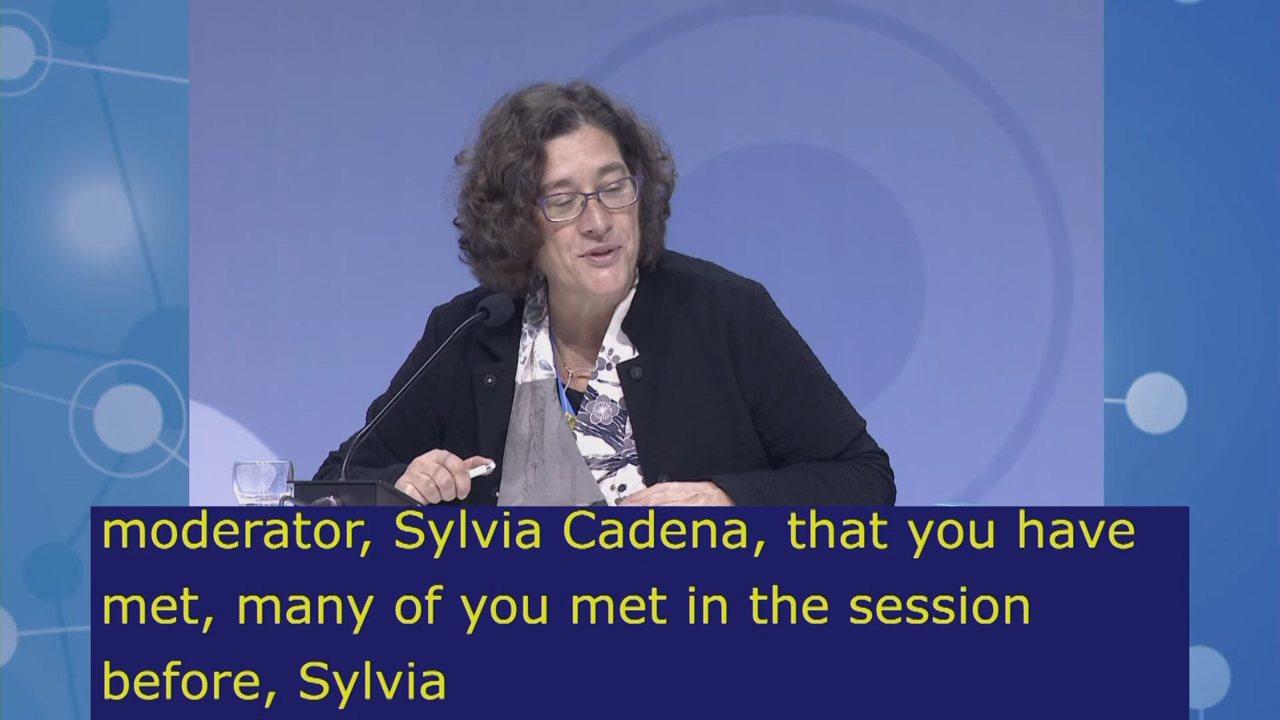 moderator, Sylvia Cadena, that you have
met, many of you met in the session
before, Sylvia